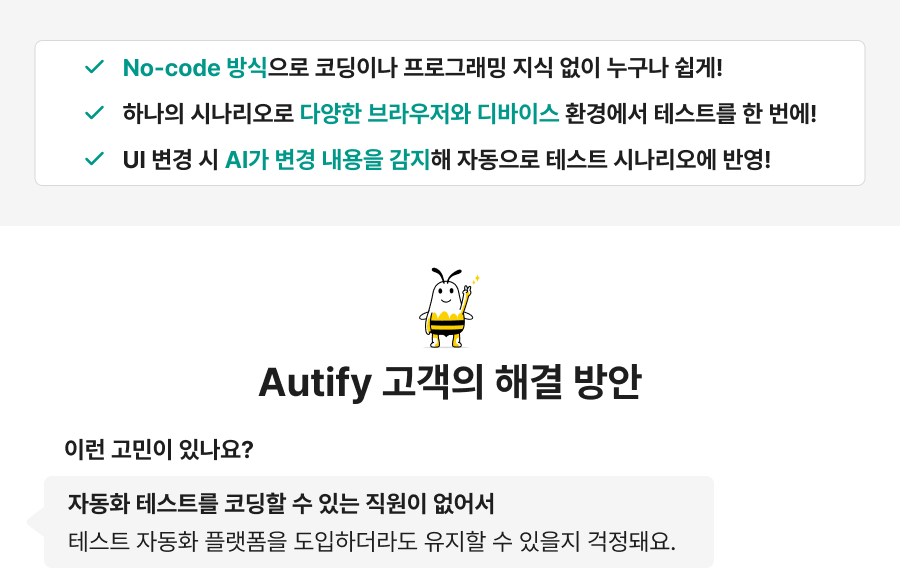 No-code 방식으로 코딩이나 프로그래밍 지식 없이 누구나 쉽게!
하나의 시나리오로 다양한 브라우저와 디바이스 환경에서 테스트를 한 번에!
UI 변경 시 AI가 변경 내용을 감지해 자동으로 테스트 시나리오에 반영!
Autify 고객의 해결 방안
이런 고민이 있나요?
자동화 테스트를 코딩할 수 있는 직원이 없어서
테스트 자동화 플랫폼을 도입하더라도 유지할 수 있을지 걱정돼요.